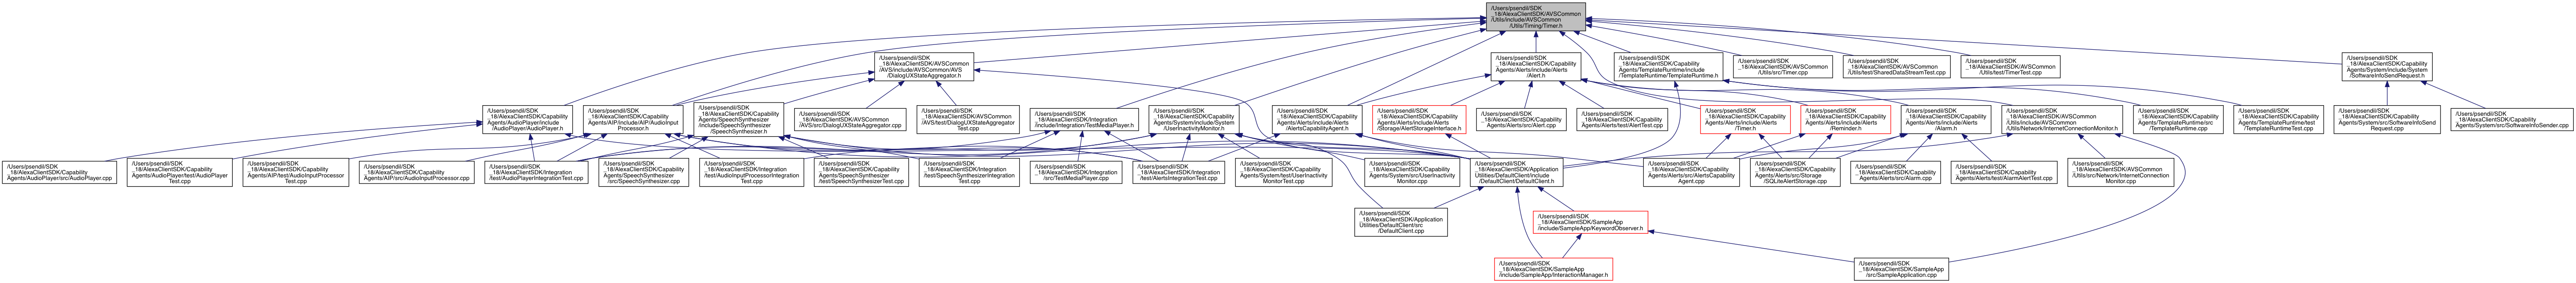 /Users/psendil/SDK
_18/AlexaClientSDK/AVSCommon
/Utils/include/AVSCommon
/Utils/Timing/Timer.h
/Users/psendil/SDK
_18/AlexaClientSDK/AVSCommon
/AVS/include/AVSCommon/AVS
/DialogUXStateAggregator.h
/Users/psendil/SDK
_18/AlexaClientSDK/Capability
Agents/Alerts/include/Alerts
/Alert.h
/Users/psendil/SDK
_18/AlexaClientSDK/Capability
Agents/TemplateRuntime/include
/TemplateRuntime/TemplateRuntime.h
/Users/psendil/SDK
_18/AlexaClientSDK/AVSCommon
/Utils/src/Timer.cpp
/Users/psendil/SDK
_18/AlexaClientSDK/AVSCommon
/Utils/test/SharedDataStreamTest.cpp
/Users/psendil/SDK
_18/AlexaClientSDK/AVSCommon
/Utils/test/TimerTest.cpp
/Users/psendil/SDK
_18/AlexaClientSDK/Capability
Agents/System/include/System
/SoftwareInfoSendRequest.h
/Users/psendil/SDK
_18/AlexaClientSDK/Capability
Agents/AudioPlayer/include
/AudioPlayer/AudioPlayer.h
/Users/psendil/SDK
_18/AlexaClientSDK/Capability
Agents/AIP/include/AIP/AudioInput
Processor.h
/Users/psendil/SDK
_18/AlexaClientSDK/Capability
Agents/SpeechSynthesizer
/include/SpeechSynthesizer
/SpeechSynthesizer.h
/Users/psendil/SDK
_18/AlexaClientSDK/AVSCommon
/AVS/src/DialogUXStateAggregator.cpp
/Users/psendil/SDK
_18/AlexaClientSDK/AVSCommon
/AVS/test/DialogUXStateAggregator
Test.cpp
/Users/psendil/SDK
_18/AlexaClientSDK/Integration
/include/Integration/TestMediaPlayer.h
/Users/psendil/SDK
_18/AlexaClientSDK/Capability
Agents/System/include/System
/UserInactivityMonitor.h
/Users/psendil/SDK
_18/AlexaClientSDK/Capability
Agents/Alerts/include/Alerts
/AlertsCapabilityAgent.h
/Users/psendil/SDK
_18/AlexaClientSDK/Capability
Agents/Alerts/include/Alerts
/Storage/AlertStorageInterface.h
/Users/psendil/SDK
_18/AlexaClientSDK/Capability
Agents/Alerts/src/Alert.cpp
/Users/psendil/SDK
_18/AlexaClientSDK/Capability
Agents/Alerts/test/AlertTest.cpp
/Users/psendil/SDK
_18/AlexaClientSDK/Capability
Agents/Alerts/include/Alerts
/Timer.h
/Users/psendil/SDK
_18/AlexaClientSDK/Capability
Agents/Alerts/include/Alerts
/Reminder.h
/Users/psendil/SDK
_18/AlexaClientSDK/Capability
Agents/Alerts/include/Alerts
/Alarm.h
/Users/psendil/SDK
_18/AlexaClientSDK/AVSCommon
/Utils/include/AVSCommon
/Utils/Network/InternetConnectionMonitor.h
/Users/psendil/SDK
_18/AlexaClientSDK/Capability
Agents/TemplateRuntime/src
/TemplateRuntime.cpp
/Users/psendil/SDK
_18/AlexaClientSDK/Capability
Agents/TemplateRuntime/test
/TemplateRuntimeTest.cpp
/Users/psendil/SDK
_18/AlexaClientSDK/Capability
Agents/System/src/SoftwareInfoSend
Request.cpp
/Users/psendil/SDK
_18/AlexaClientSDK/Capability
Agents/System/src/SoftwareInfoSender.cpp
/Users/psendil/SDK
_18/AlexaClientSDK/Capability
Agents/AudioPlayer/src/AudioPlayer.cpp
/Users/psendil/SDK
_18/AlexaClientSDK/Capability
Agents/AudioPlayer/test/AudioPlayer
Test.cpp
/Users/psendil/SDK
_18/AlexaClientSDK/Capability
Agents/AIP/test/AudioInputProcessor
Test.cpp
/Users/psendil/SDK
_18/AlexaClientSDK/Capability
Agents/AIP/src/AudioInputProcessor.cpp
/Users/psendil/SDK
_18/AlexaClientSDK/Integration
/test/AudioPlayerIntegrationTest.cpp
/Users/psendil/SDK
_18/AlexaClientSDK/Capability
Agents/SpeechSynthesizer
/src/SpeechSynthesizer.cpp
/Users/psendil/SDK
_18/AlexaClientSDK/Integration
/test/AudioInputProcessorIntegration
Test.cpp
/Users/psendil/SDK
_18/AlexaClientSDK/Capability
Agents/SpeechSynthesizer
/test/SpeechSynthesizerTest.cpp
/Users/psendil/SDK
_18/AlexaClientSDK/Integration
/test/SpeechSynthesizerIntegration
Test.cpp
/Users/psendil/SDK
_18/AlexaClientSDK/Integration
/src/TestMediaPlayer.cpp
/Users/psendil/SDK
_18/AlexaClientSDK/Integration
/test/AlertsIntegrationTest.cpp
/Users/psendil/SDK
_18/AlexaClientSDK/Capability
Agents/System/test/UserInactivity
MonitorTest.cpp
/Users/psendil/SDK
_18/AlexaClientSDK/Capability
Agents/System/src/UserInactivity
Monitor.cpp
/Users/psendil/SDK
_18/AlexaClientSDK/Application
Utilities/DefaultClient/include
/DefaultClient/DefaultClient.h
/Users/psendil/SDK
_18/AlexaClientSDK/Capability
Agents/Alerts/src/AlertsCapability
Agent.cpp
/Users/psendil/SDK
_18/AlexaClientSDK/Capability
Agents/Alerts/src/Storage
/SQLiteAlertStorage.cpp
/Users/psendil/SDK
_18/AlexaClientSDK/Capability
Agents/Alerts/src/Alarm.cpp
/Users/psendil/SDK
_18/AlexaClientSDK/Capability
Agents/Alerts/test/AlarmAlertTest.cpp
/Users/psendil/SDK
_18/AlexaClientSDK/AVSCommon
/Utils/src/Network/InternetConnection
Monitor.cpp
/Users/psendil/SDK
_18/AlexaClientSDK/Application
Utilities/DefaultClient/src
/DefaultClient.cpp
/Users/psendil/SDK
_18/AlexaClientSDK/SampleApp
/include/SampleApp/KeywordObserver.h
/Users/psendil/SDK
_18/AlexaClientSDK/SampleApp
/include/SampleApp/InteractionManager.h
/Users/psendil/SDK
_18/AlexaClientSDK/SampleApp
/src/SampleApplication.cpp